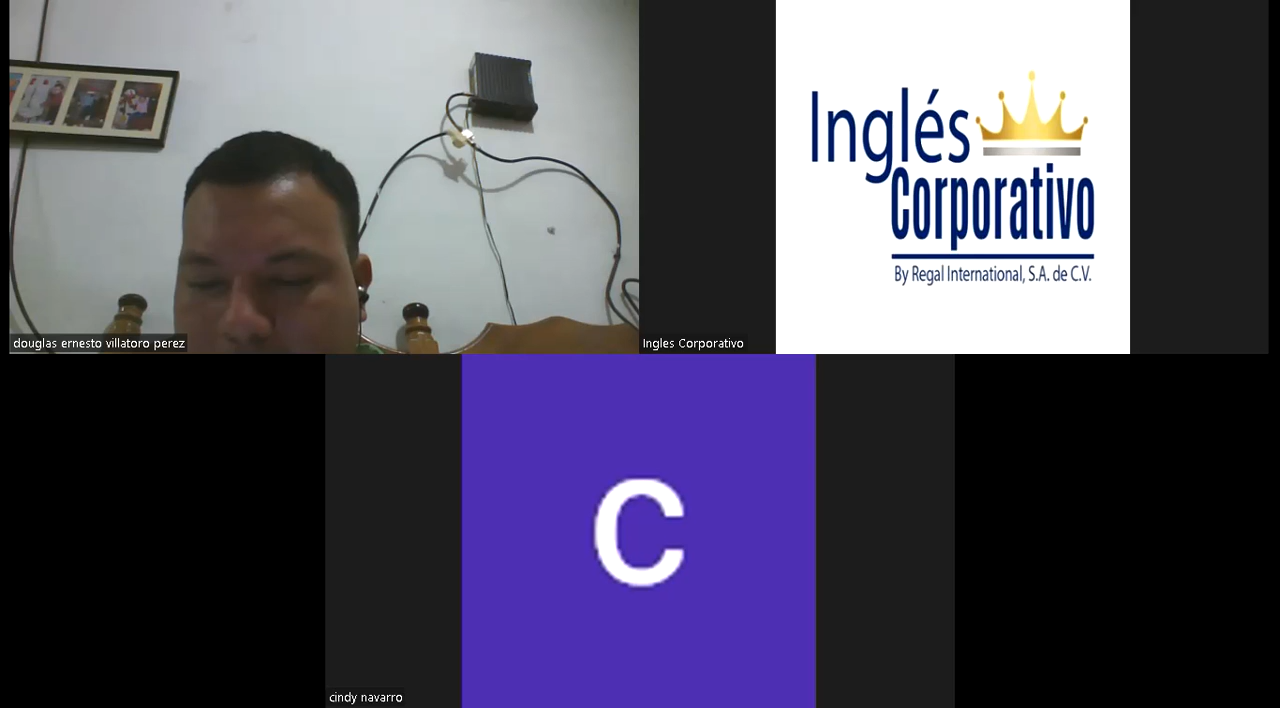 Inglés
Corporativo
By Regal International, S.A. de C.V.
douglas ernesto villatoro perez
Ingles Corporativo
C
cindy navarro